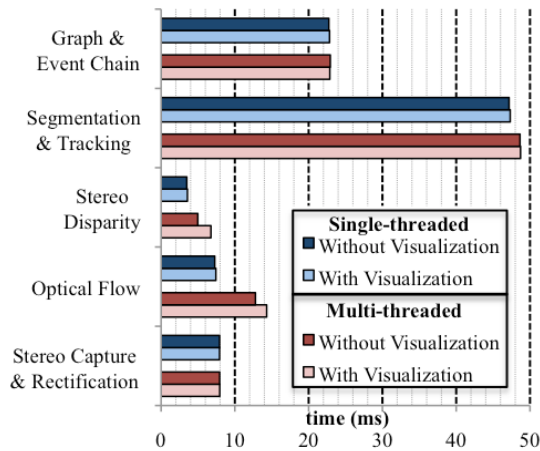 Graph &
Event Chain
Segmentation
& Tracking
Stereo
Disparity
Optical Flow
Stereo Capture
& Rectification
Single-threaded
Without Visualization
With Visualization
Multi-threaded
Without Visualization
With Visualization
time (ms)
0 10 20 30 40 50